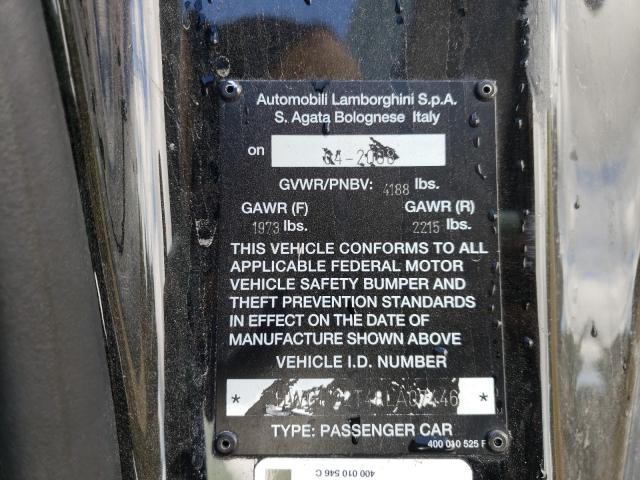 Automobili Lamborghini S.p.A.
S. Agata Bolognese Italy
on
GVWR/PNBV: 4188 lbs.
GAWR (F) GAWR (R)
1973 lbs. 2215 lbs.
THIS VEHICLE CONFORMS TO ALL
APPLICABLE FEDERAL MOTOR
VEHICLE SAFETY BUMPER AND
THEFT PREVENTION STANDARDS
IN EFFECT ON THE DATE OF
MANUFACTURE SHOWN ABOVE
VEHICLE I.D. NUMBER
* *
TYPE: PASSENGER CAR
400 010 525 F
400 010 546 C